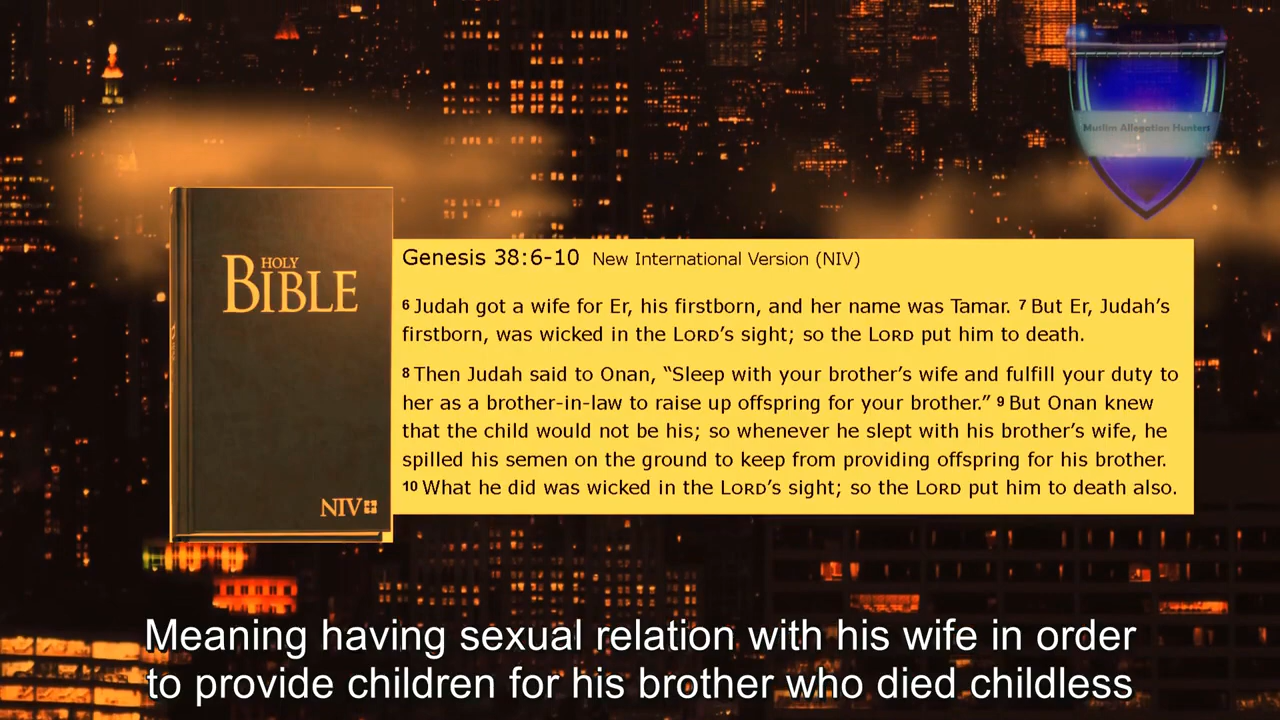 Muslim Allegation Hunters
HOLY
BIBLE
NIV
Genesis 38:6-10 New International Version (NIV)
6 Judah got a wife for Er, his firstborn, and her name was Tamar. 7 But Er, Judah’s
firstborn, was wicked in the LORD’s sight; so the LORD put him to death.
8 Then Judah said to Onan, “Sleep with your brother’s wife and fulfill your duty to
her as a brother-in-law to raise up offspring for your brother.” 9 But Onan knew
that the child would not be his; so whenever he slept with his brother’s wife, he
spilled his semen on the ground to keep from providing offspring for his brother.
10 What he did was wicked in the LORD’s sight; so the LORD put him to death also.
Meaning having sexual relation with his wife in order
to provide children for his brother who died childless